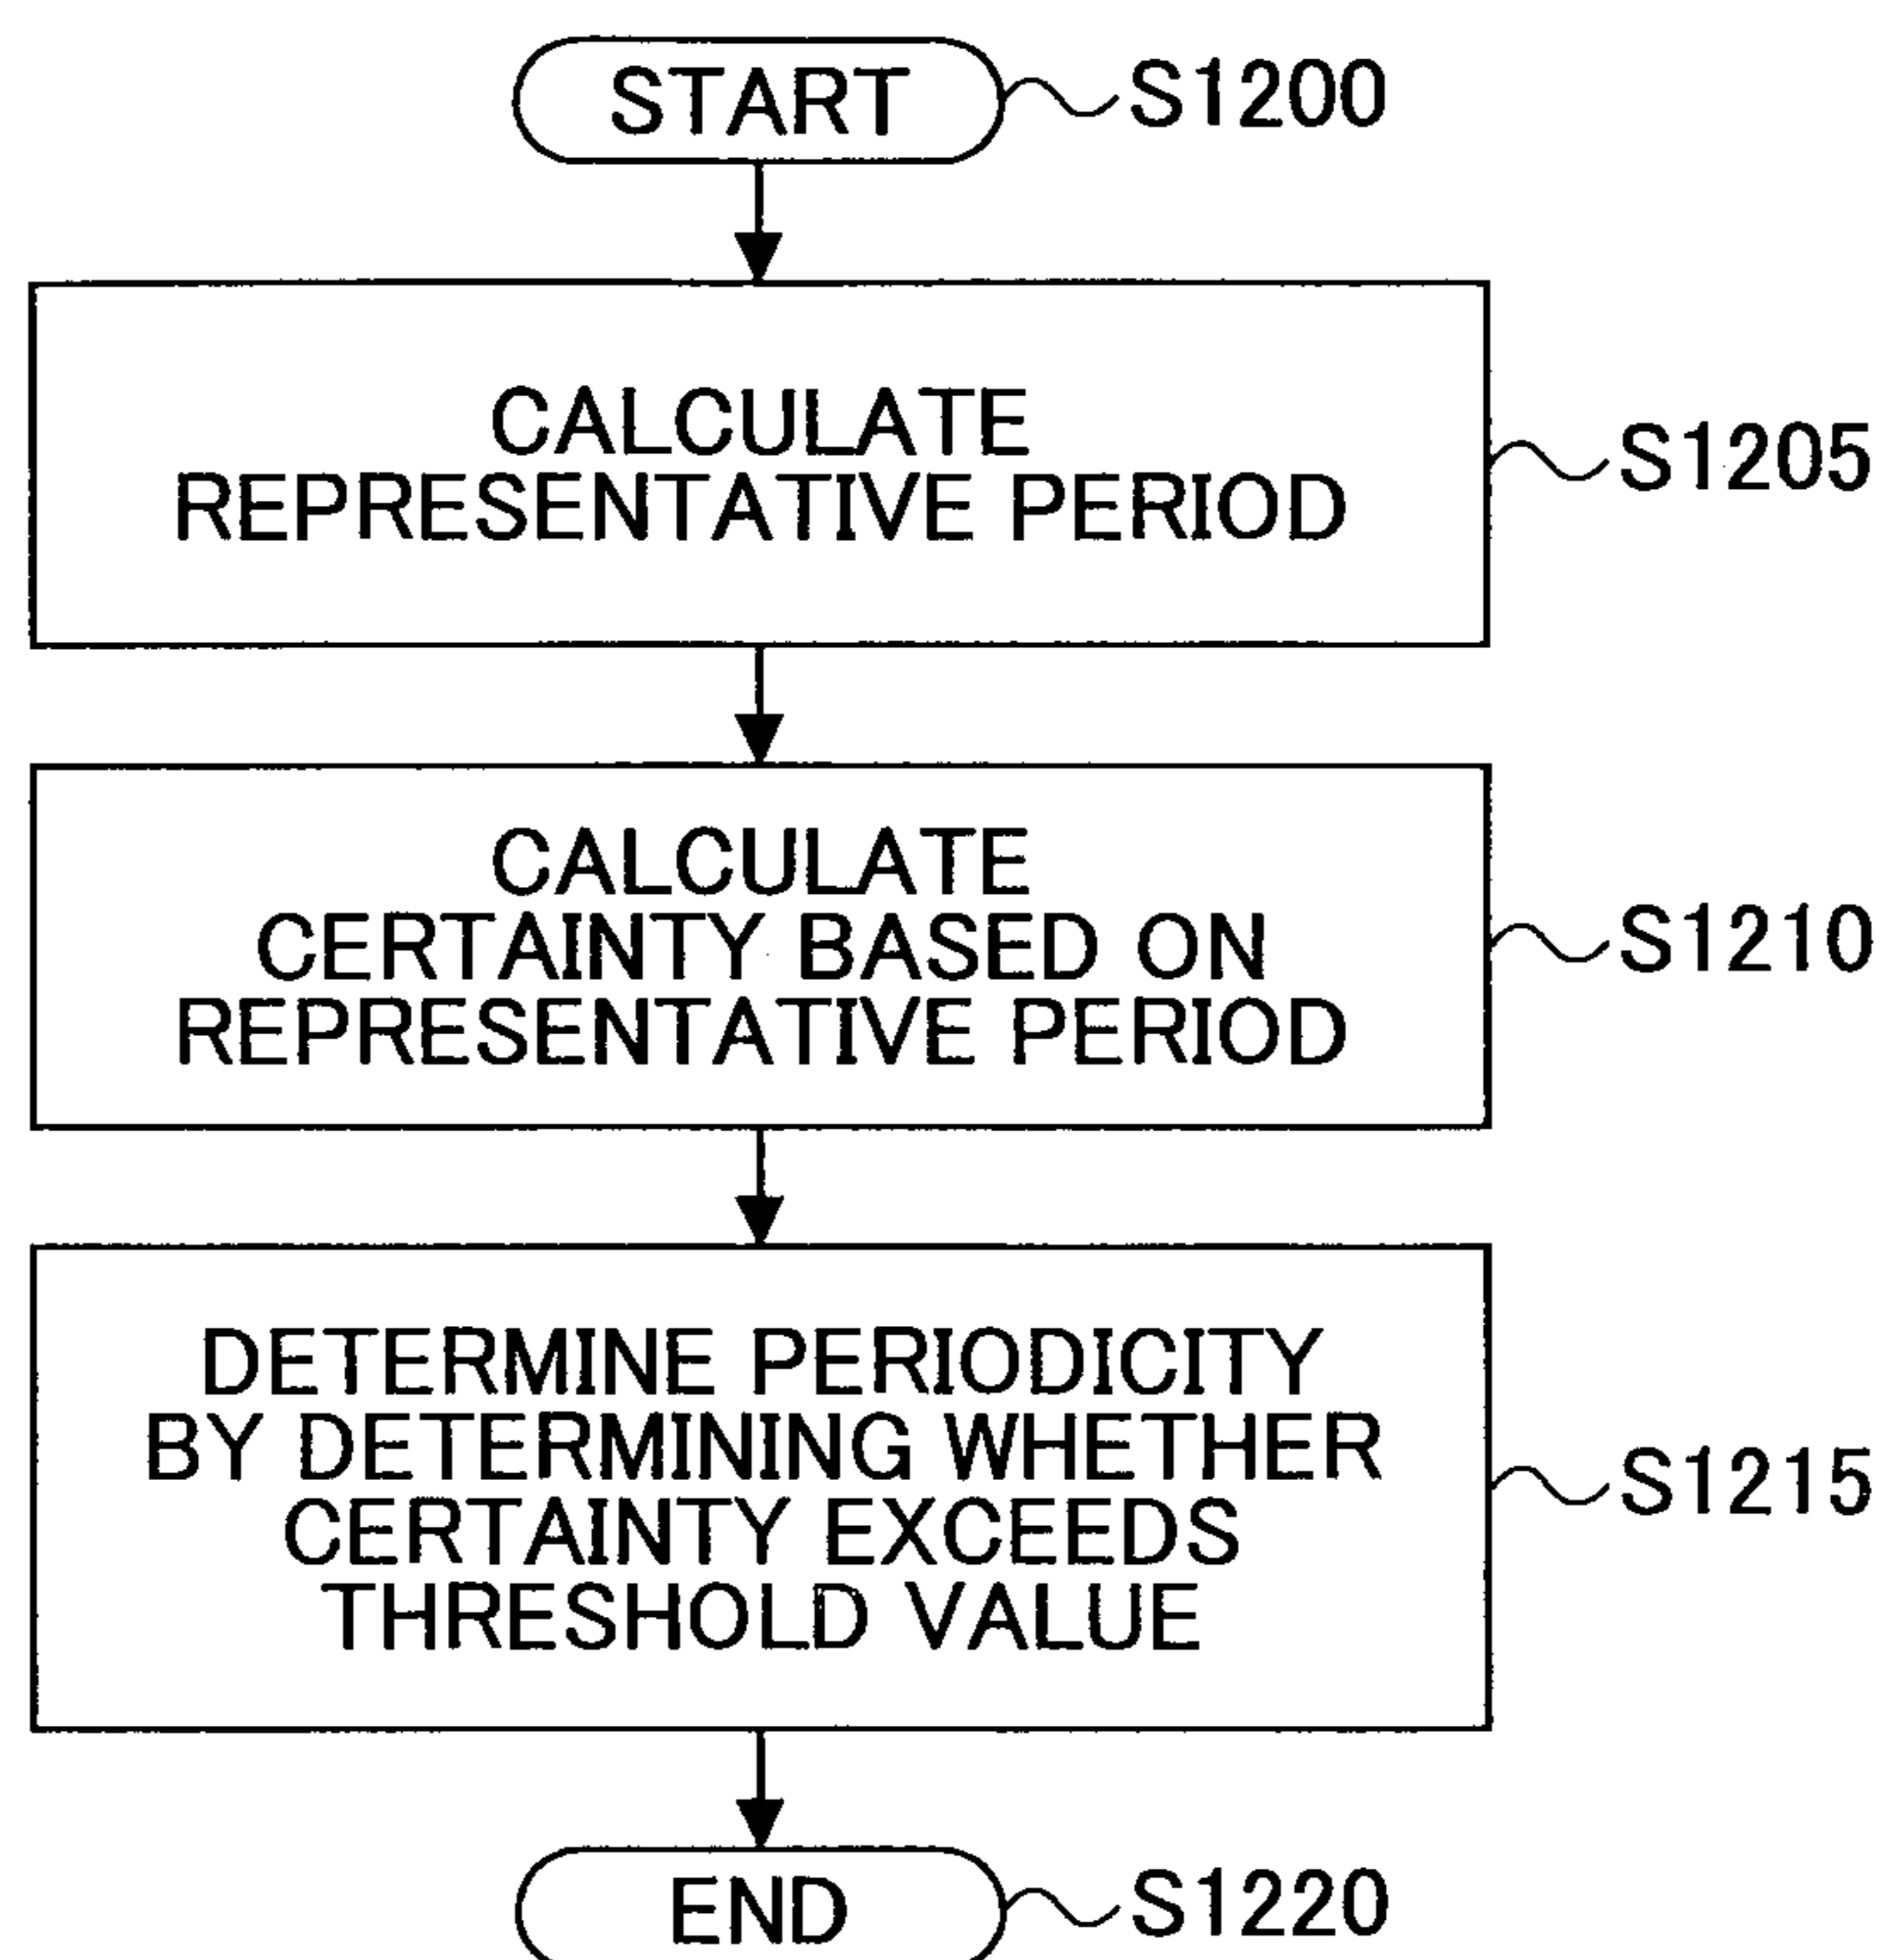 START
S1200
CALCULATE
REPRESENTATIVE PERIOD
S1205
CALCULATE
CERTAINTY BASED ON
REPRESENTATIVE PERIOD
S1210
DETERMINE PERIODICITY
BY DETERMINING WHETHER
CERTAINTY EXCEEDS
THRESHOLD VALUE
S1215
END
S1220